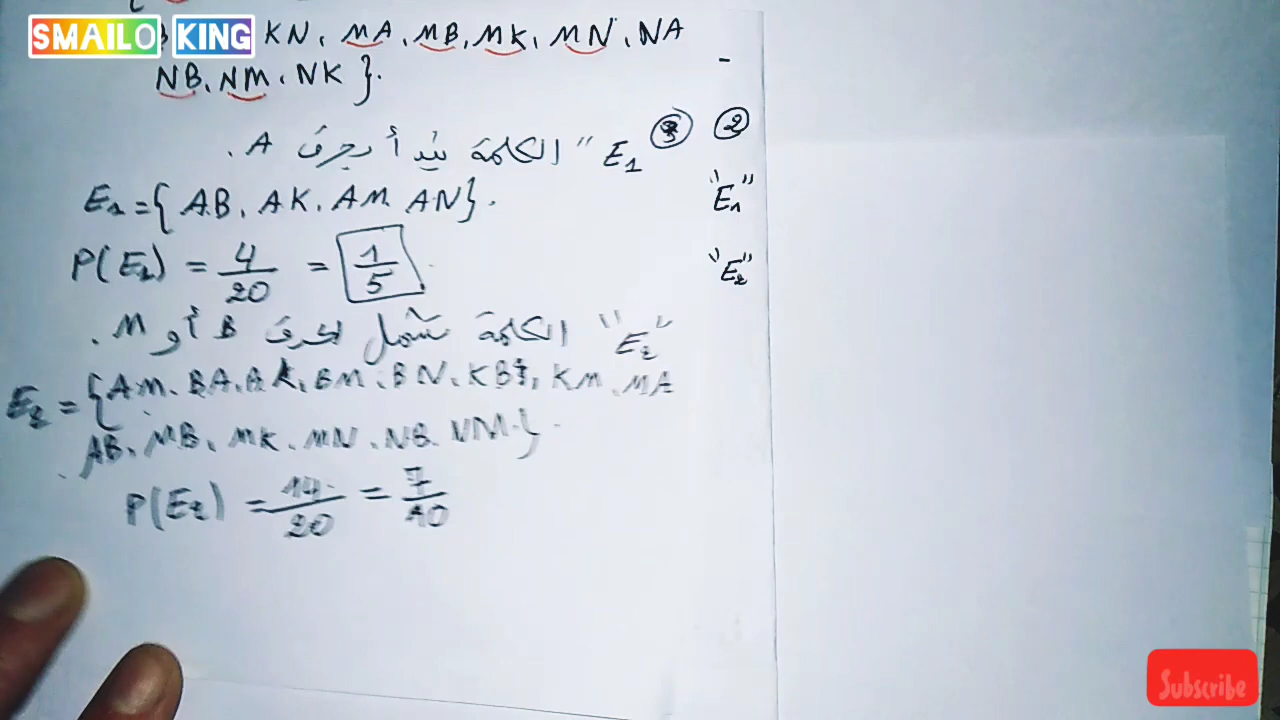 SMAILO KING
KN, MA, MB, MK, MN, NA
NB, NM, NK }.
② 
③ E1 " الكلمة تبدأ بحرف A.
"E1"
E1 = { AB, AK, AM AN}.
"E2"
P(E1) = 4/20 = 1/5
"E2" الكلمة تشمل الحرف B أو M.
E2 = {AM, BA, BK, BM, BN, KB, KM, MA
AB, MB, MK, MN, NB, NM.}
P(E2) = 14/20 = 7/10
Subscribe